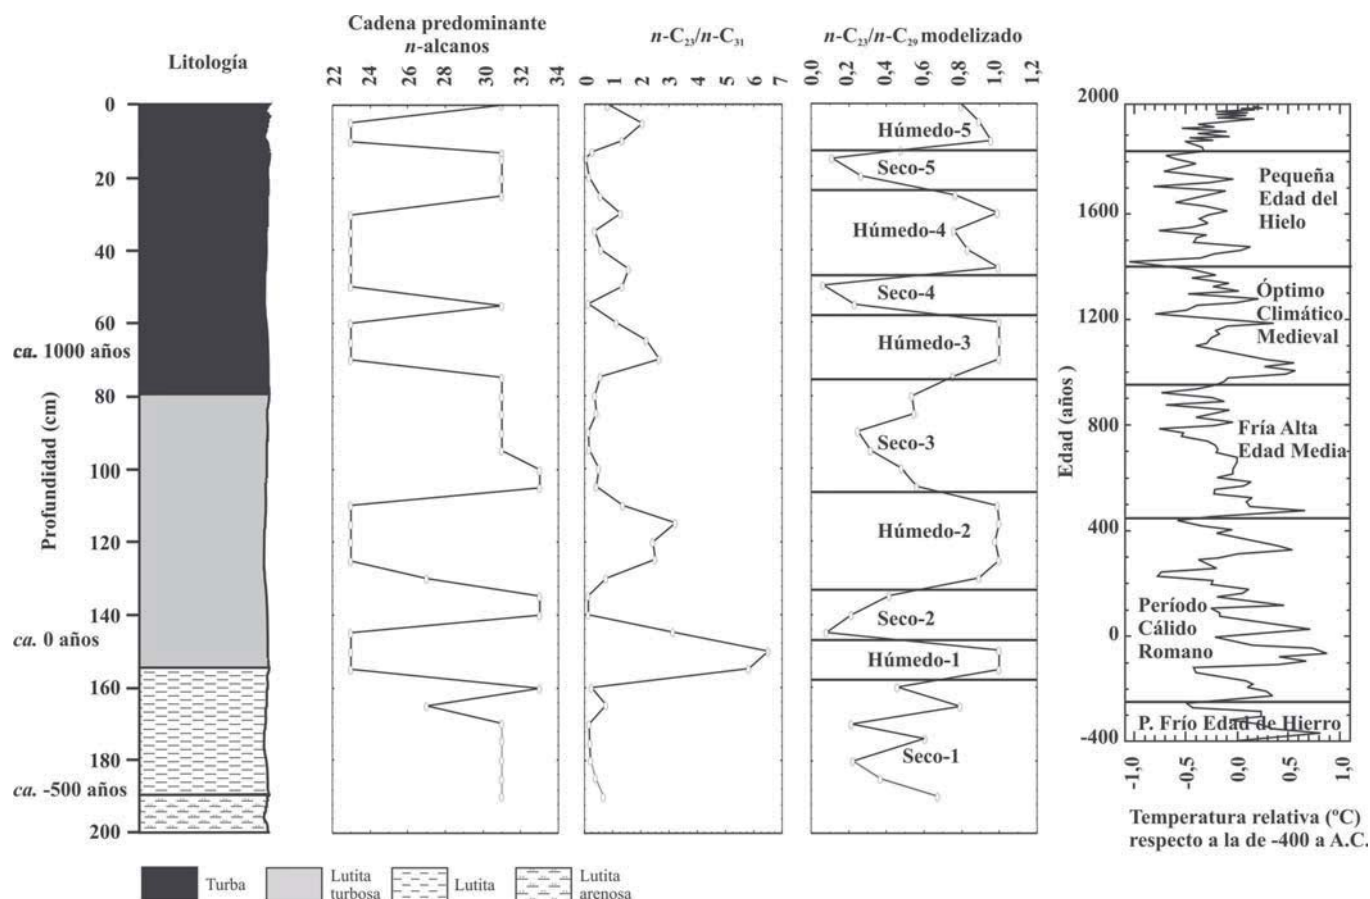 Litología
Cadena predominante
n-alcanos
n-C23/n-C31
n-C23/n-C29 modelizado
22
24
26
28
30
32
34
0
1
2
3
4
5
6
7
0,0
0,2
0,4
0,6
0,8
1,0
1,2
Profundidad (cm)
0
20
40
60
80
100
120
140
160
180
200
ca. 1000 años
ca. 0 años
ca. -500 años
Húmedo-5
Seco-5
Húmedo-4
Seco-4
Húmedo-3
Seco-3
Húmedo-2
Seco-2
Húmedo-1
Seco-1
Edad (años)
2000
1600
1200
800
400
0
-400
Pequeña
Edad del
Hielo
Óptimo
Climático
Medieval
Fría Alta
Edad Media
Período
Cálido
Romano
P. Frío Edad de Hierro
-1,0
-0,5
0,0
0,5
1,0
Temperatura relativa (ºC)
respecto a la de -400 a A.C.
Turba
Lutita
turbosa
Lutita
Lutita
arenosa